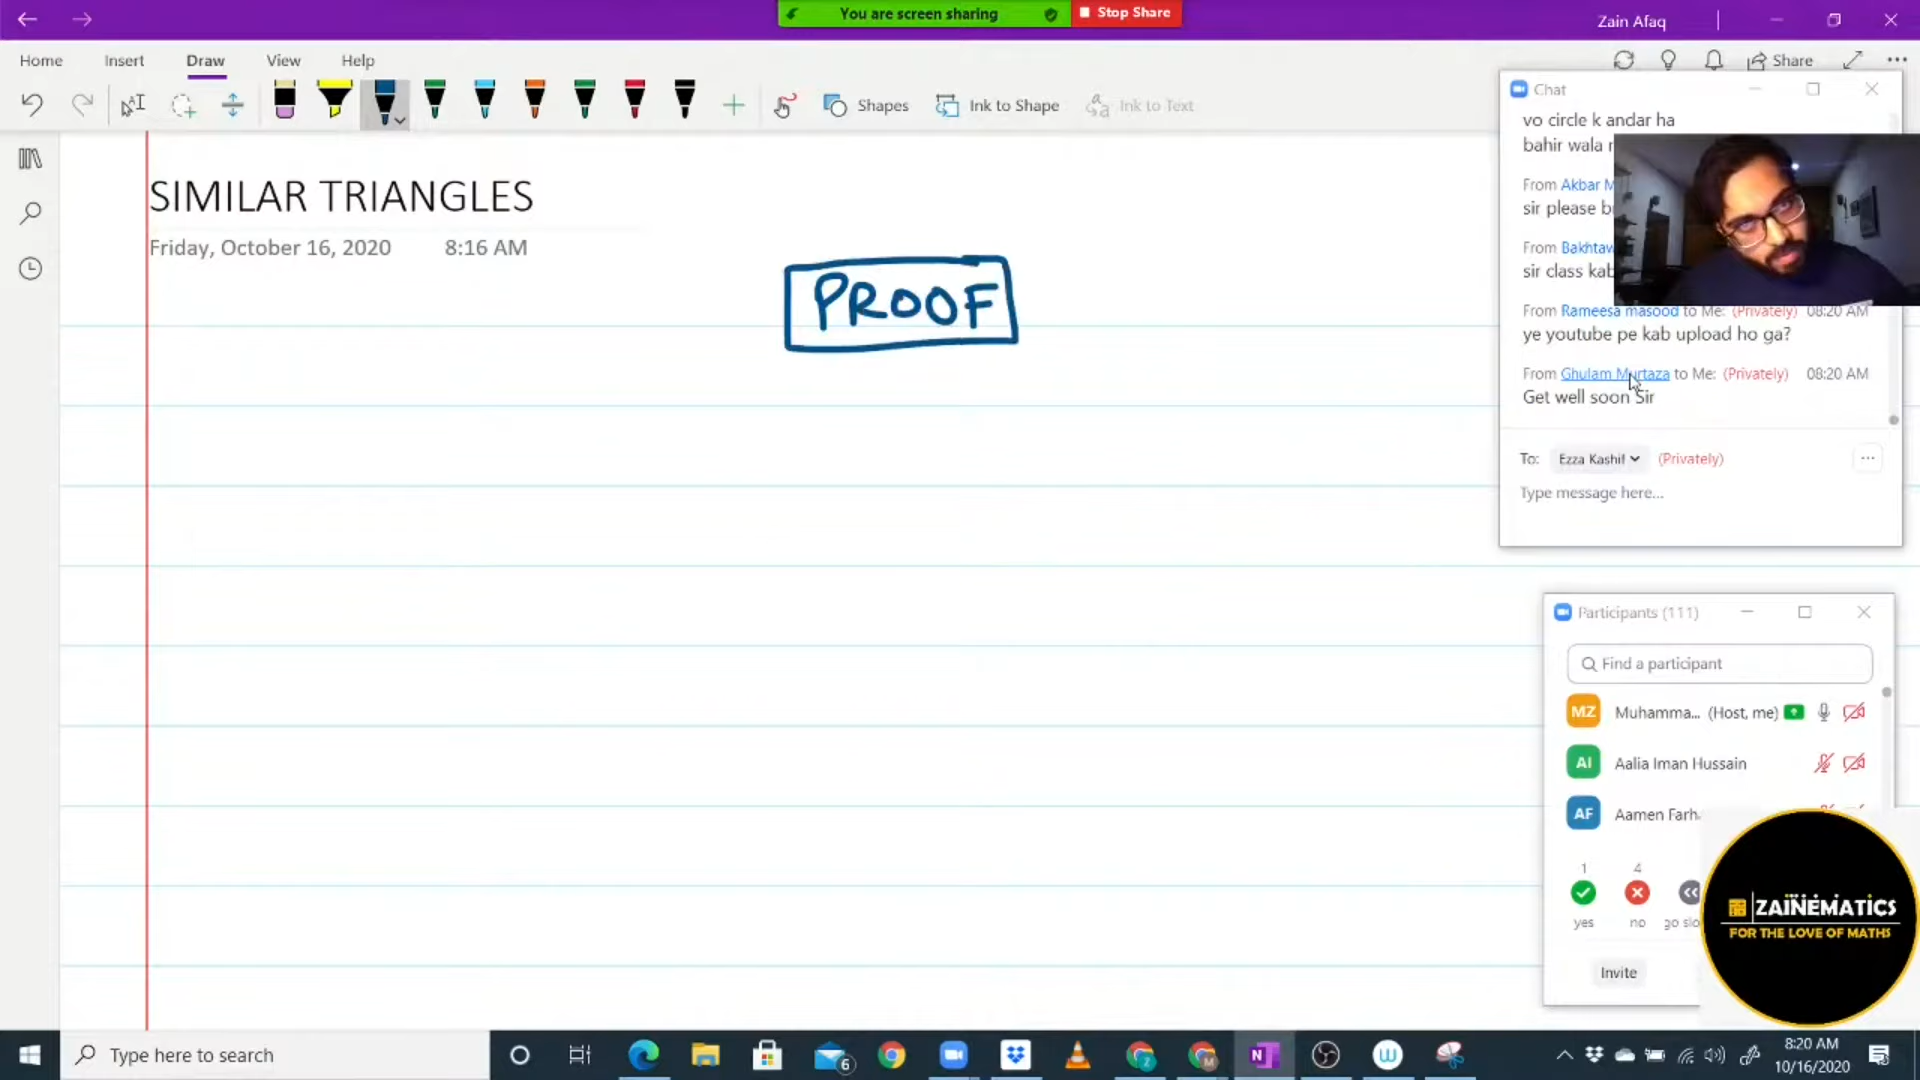 You are screen sharing
Stop Share
Zain Afaq
Home Insert Draw View Help
Share
Shapes
Ink to Shape
Ink to Text
SIMILAR TRIANGLES
Friday, October 16, 2020 8:16 AM
PROOF
Chat
vo circle k andar ha
bahir wala
From Akbar
sir please
From
sir class
From Rameesa masood to Me: (Privately) 08:20 AM
ye youtube pe kab upload ho ga?
From Ghulam Murtaza to Me: (Privately) 08:20 AM
Get well soon Sir
To: Ezza Kashif (Privately)
Type message here...
Participants (111)
Find a participant
MZ Muhamma... (Host, me)
AI Aalia Iman Hussain
AF Aamen
1 4
yes no go
Invite
ZAINEMATICS
FOR THE LOVE OF MATHS
Type here to search
6
8:20 AM
10/16/2020